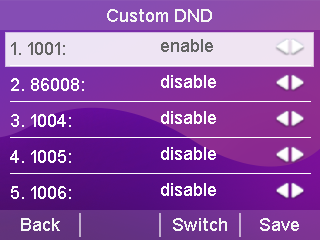 Custom DND
1. 1001: enable
2. 86008: disable
3. 1004: disable
4. 1005: disable
5. 1006: disable
Back Switch Save